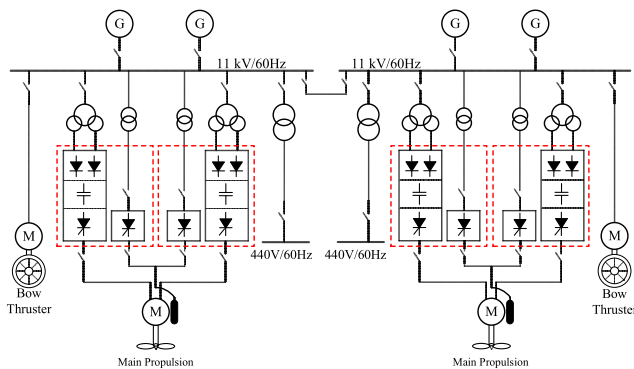 G
G
G
G
11 kV/60Hz
11 kV/60Hz
M
M
440V/60Hz
440V/60Hz
Bow
Thruster
Bow
Thruster
M
M
Main Propulsion
Main Propulsion